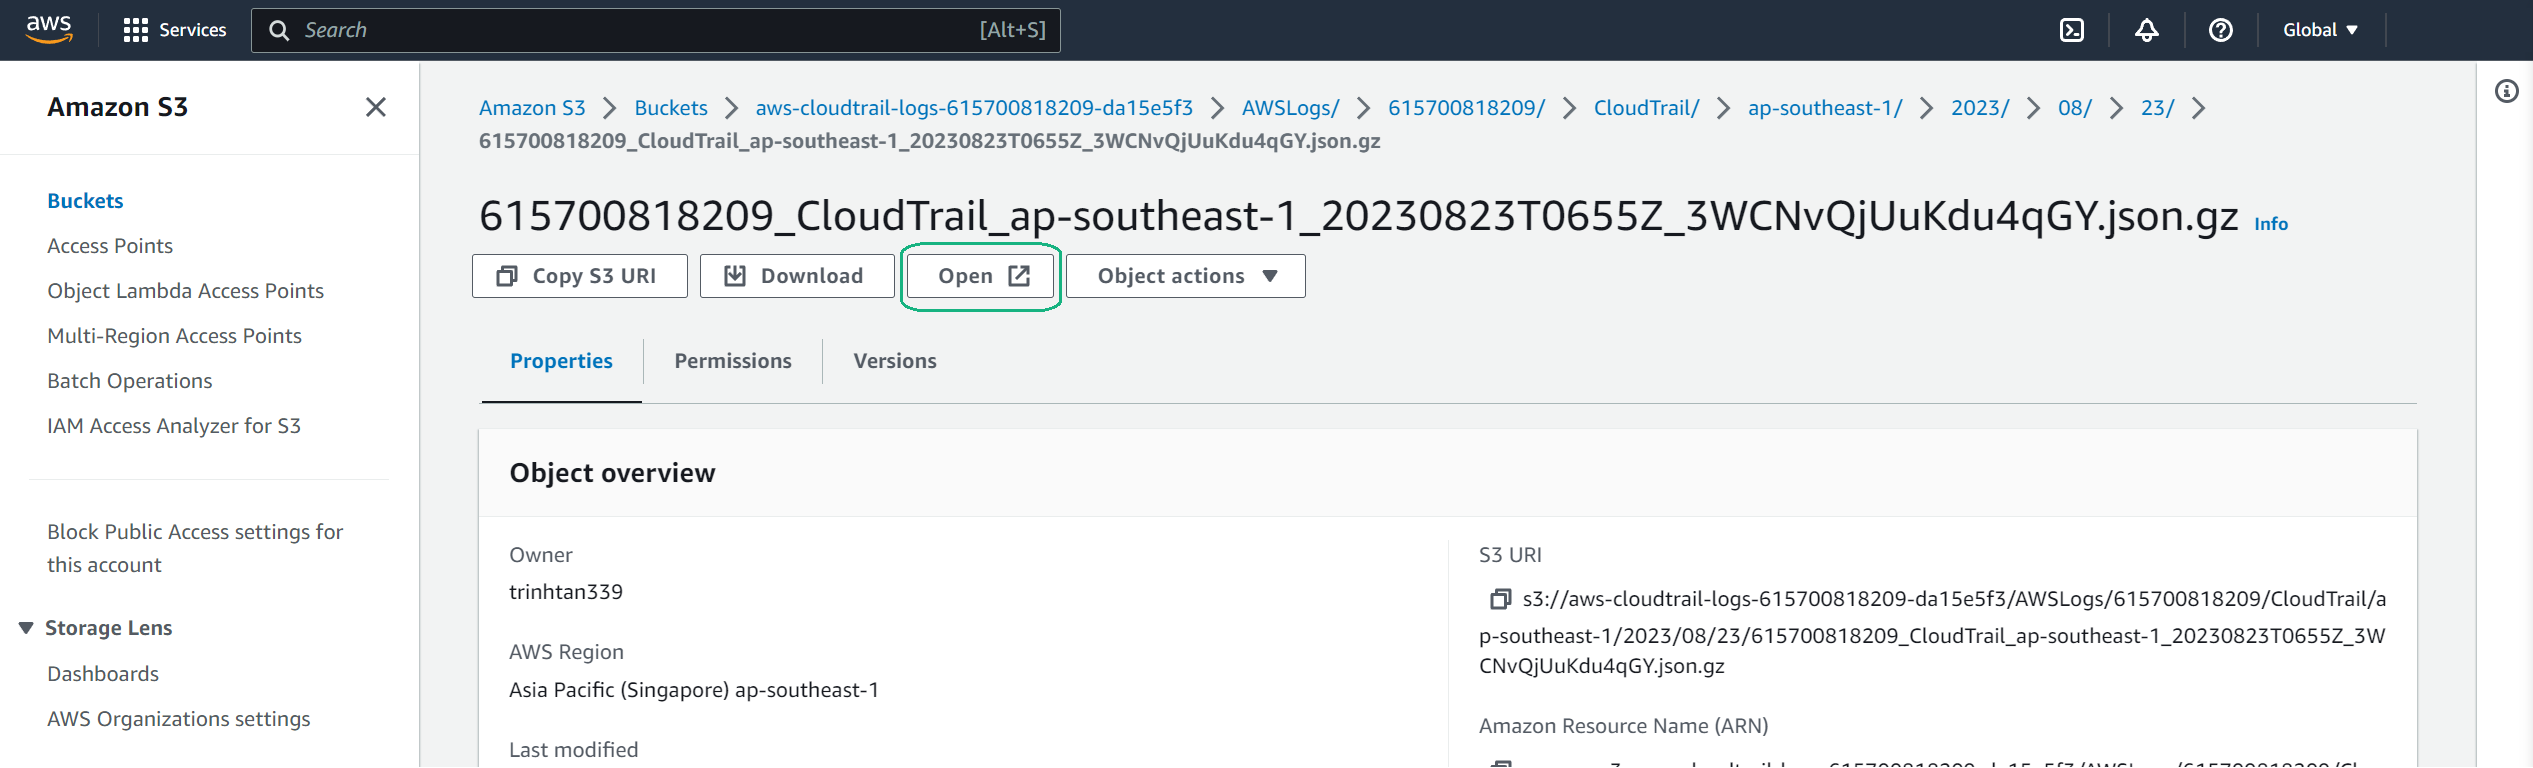 aws
Services
Search [Alt+S]
Global
Amazon S3
Buckets
Access Points
Object Lambda Access Points
Multi-Region Access Points
Batch Operations
IAM Access Analyzer for S3
Block Public Access settings for
this account
Storage Lens
Dashboards
AWS Organizations settings
Amazon S3 Buckets aws-cloudtrail-logs-615700818209-da15e5f3 AWSLogs/ 615700818209/ CloudTrail/ ap-southeast-1/ 2023/ 08/ 23/
615700818209_CloudTrail_ap-southeast-1_20230823T0655Z_3WCNvQjUuKdu4qGY.json.gz
615700818209_CloudTrail_ap-southeast-1_20230823T0655Z_3WCNvQjUuKdu4qGY.json.gz Info
Copy S3 URI Download Open Object actions
Properties Permissions Versions
Object overview
Owner
trinhtan339
AWS Region
Asia Pacific (Singapore) ap-southeast-1
Last modified
S3 URI
s3://aws-cloudtrail-logs-615700818209-da15e5f3/AWSLogs/615700818209/CloudTrail/a
p-southeast-1/2023/08/23/615700818209_CloudTrail_ap-southeast-1_20230823T0655Z_3W
CNvQjUuKdu4qGY.json.gz
Amazon Resource Name (ARN)